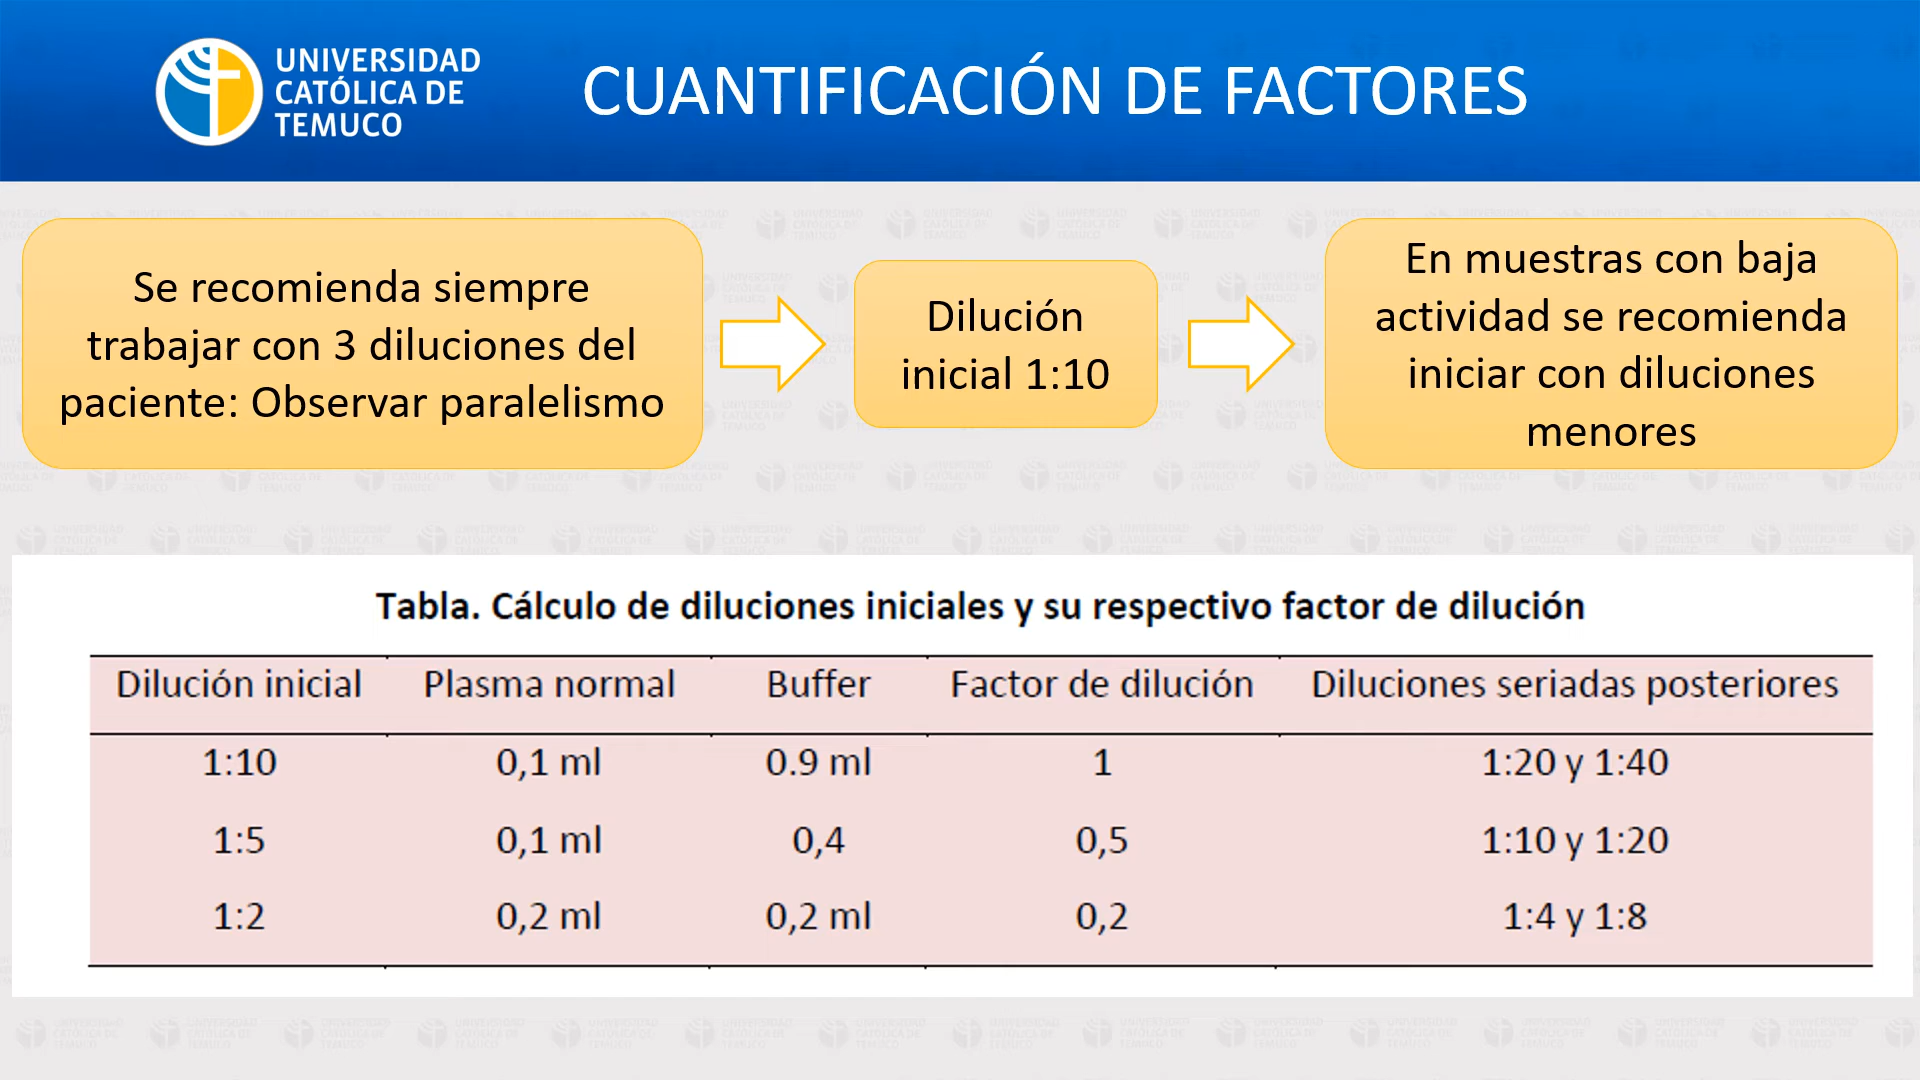 UNIVERSIDAD
CATÓLICA DE
TEMUCO
CUANTIFICACIÓN DE FACTORES
Se recomienda siempre
trabajar con 3 diluciones del
paciente: Observar paralelismo
Dilución
inicial 1:10
En muestras con baja
actividad se recomienda
iniciar con diluciones
menores
Tabla. Cálculo de diluciones iniciales y su respectivo factor de dilución
Dilución inicial Plasma normal Buffer Factor de dilución Diluciones seriadas posteriores
1:10 0,1 ml 0.9 ml 1 1:20 y 1:40
1:5 0,1 ml 0,4 0,5 1:10 y 1:20
1:2 0,2 ml 0,2 ml 0,2 1:4 y 1:8